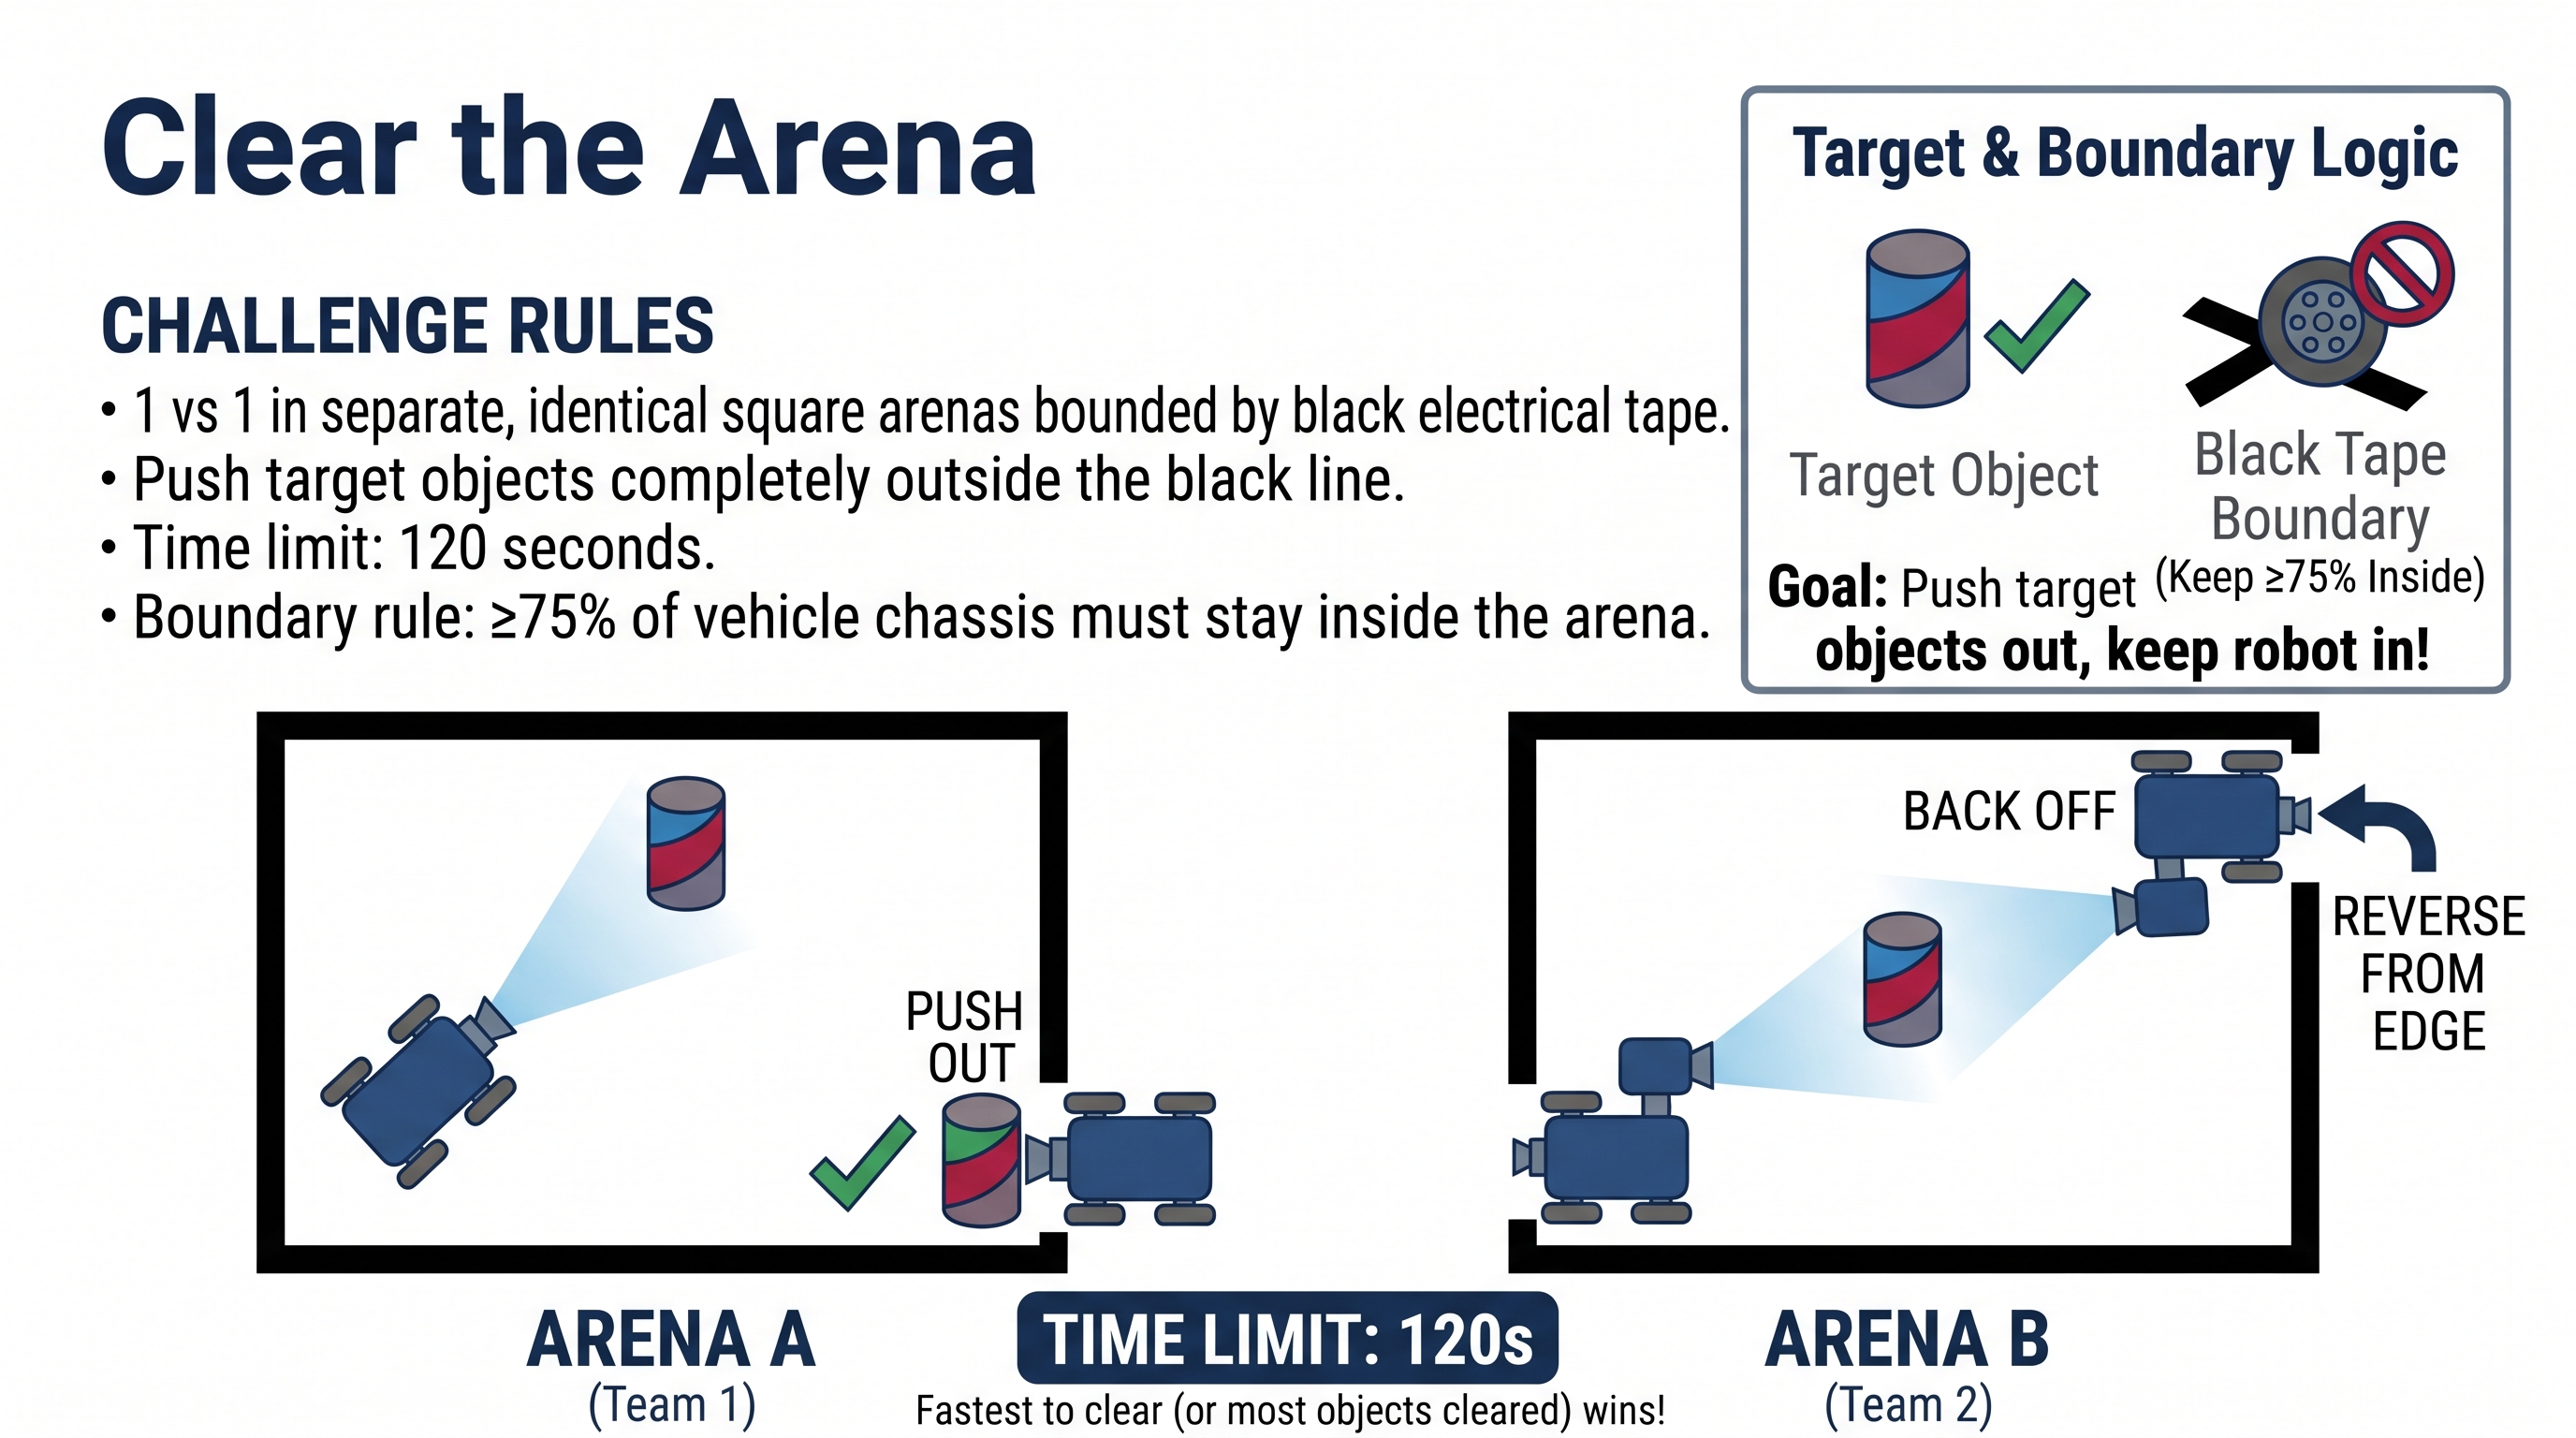 Clear the Arena
CHALLENGE RULES
• 1 vs 1 in separate, identical square arenas bounded by black electrical tape.
• Push target objects completely outside the black line.
• Time limit: 120 seconds.
• Boundary rule: ≥75% of vehicle chassis must stay inside the arena.
Target & Boundary Logic
Target Object
Black Tape
Boundary
(Keep ≥75% Inside)
Goal: Push target
objects out, keep robot in!
PUSH
OUT
BACK OFF
REVERSE
FROM
EDGE
ARENA A
(Team 1)
TIME LIMIT: 120s
Fastest to clear (or most objects cleared) wins!
ARENA B
(Team 2)